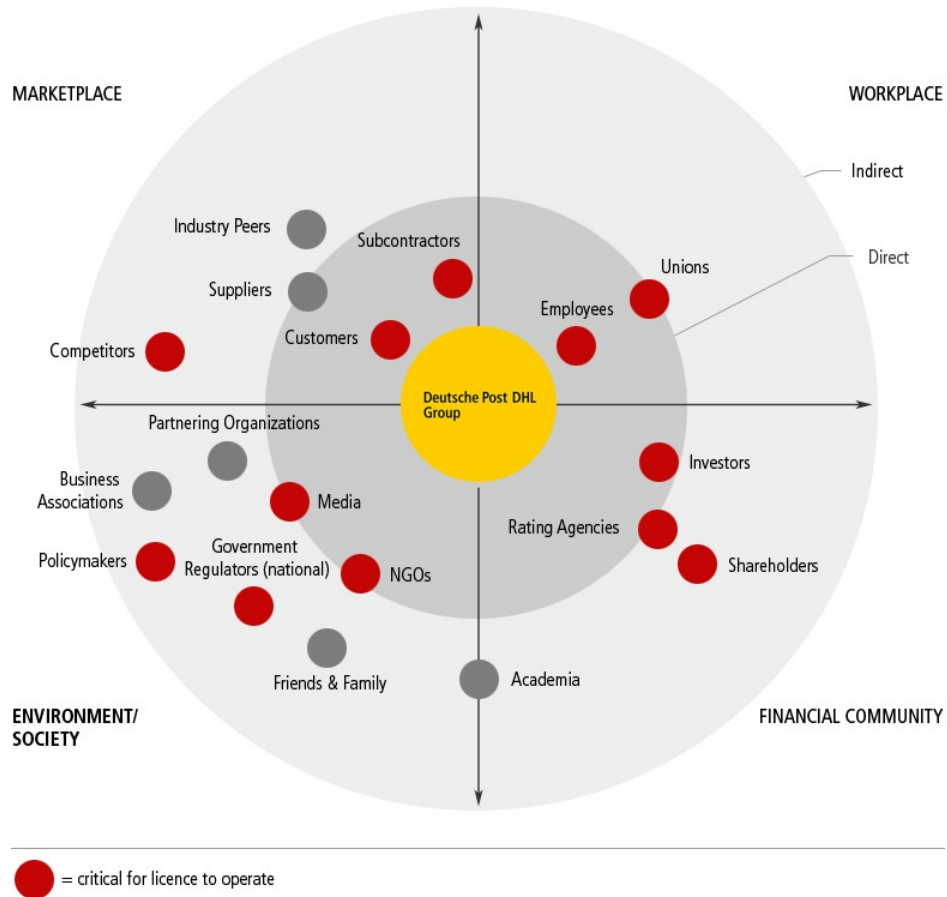 MARKETPLACE
WORKPLACE
Indirect
Industry Peers
Subcontractors
Direct
Unions
Suppliers
Employees
Customers
Competitors
Deutsche Post DHL
Group
Partnering Organizations
Investors
Business
Associations
Media
Rating Agencies
Policymakers
Government
Regulators (national)
NGOs
Shareholders
Friends & Family
Academia
ENVIRONMENT/
SOCIETY
FINANCIAL COMMUNITY
= critical for licence to operate